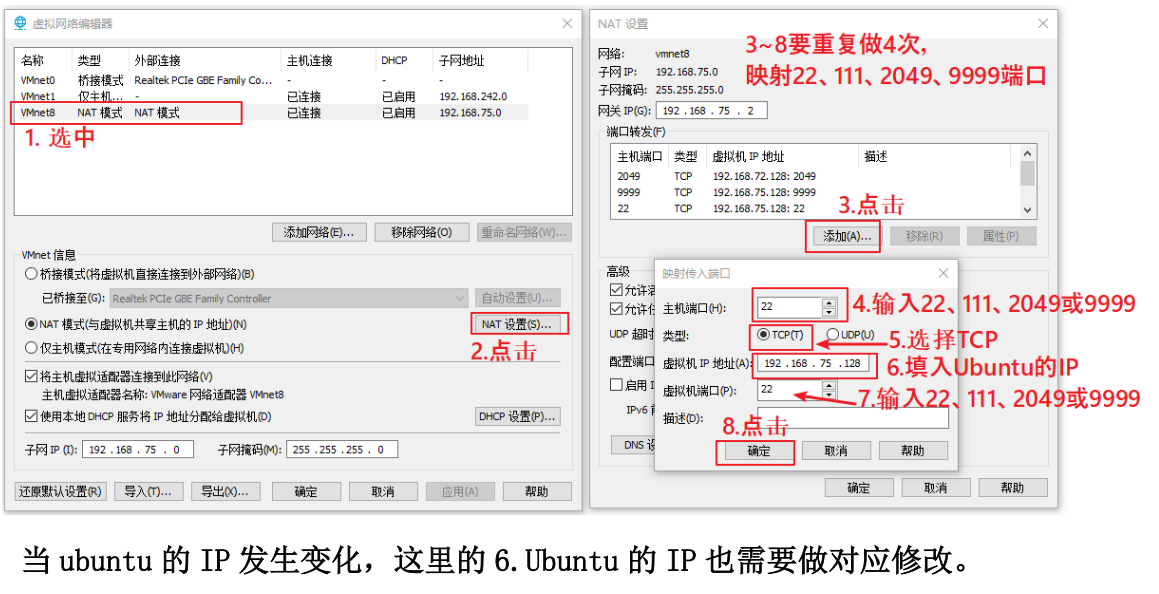 虚拟网络编辑器
名称 类型 外部连接 主机连接 DHCP 子网地址
VMnet0 桥接模式 Realtek PCIe GBE Family Co... - - -
VMnet1 仅主机... - 已连接 已启用 192.168.242.0
VMnet8 NAT 模式 NAT 模式 已连接 已启用 192.168.75.0
1. 选中
添加网络(E)... 移除网络(O) 重命名网络(W)...
VMnet 信息
桥接模式(将虚拟机直接连接到外部网络)(B)
已桥接至(G): Realtek PCIe GBE Family Controller 自动设置(U)...
NAT 模式(与虚拟机共享主机的 IP 地址)(N) NAT 设置(S)...
仅主机模式(在专用网络内连接虚拟机)(H)
2.点击
将主机虚拟适配器连接到此网络(V)
主机虚拟适配器名称: VMware 网络适配器 VMnet8
使用本地 DHCP 服务将 IP 地址分配给虚拟机(D) DHCP 设置(P)...
子网 IP (I): 192 . 168 . 75 . 0 子网掩码(M): 255 . 255 . 255 . 0
还原默认设置(R) 导入(T)... 导出(X)... 确定 取消 应用(A) 帮助
NAT 设置
网络: vmnet8
子网 IP: 192.168.75.0
子网掩码: 255.255.255.0
网关 IP(G): 192 . 168 . 75 . 2
3~8要重复做4次,
映射22、111、2049、9999端口
端口转发(F)
主机端口 类型 虚拟机 IP 地址 描述
2049 TCP 192.168.72.128: 2049
9999 TCP 192.168.75.128: 9999
22 TCP 192.168.75.128: 22
3.点击
添加(A)... 移除(R) 属性(P)
高级
允许
允许
UDP 超时
配置端口
启用
IPv6
DNS
映射传入端口
主机端口(H): 22
4.输入22、111、2049或9999
类型: TCP(T) UDP(U)
5.选择TCP
虚拟机 IP 地址(A): 192 . 168 . 75 . 128
6.填入Ubuntu的IP
虚拟机端口(P): 22
7.输入22、111、2049或9999
描述(D):
8.点击
确定 取消 帮助
确定 取消 帮助
当 ubuntu 的 IP 发生变化，这里的 6.Ubuntu 的 IP 也需要做对应修改。